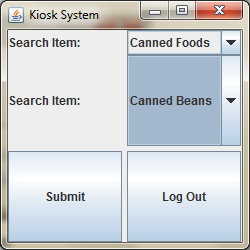 Kiosk System
Search Item: Canned Foods
Search Item: Canned Beans
Submit Log Out